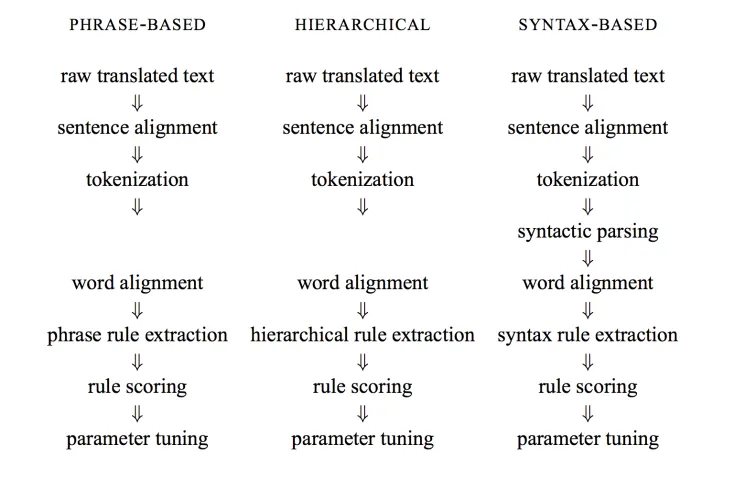 PHRASE-BASED HIERARCHICAL SYNTAX-BASED
raw translated text raw translated text raw translated text
⇓ ⇓ ⇓
sentence alignment sentence alignment sentence alignment
⇓ ⇓ ⇓
tokenization tokenization tokenization
⇓ ⇓ ⇓
syntactic parsing
⇓
word alignment word alignment word alignment
⇓ ⇓ ⇓
phrase rule extraction hierarchical rule extraction syntax rule extraction
⇓ ⇓ ⇓
rule scoring rule scoring rule scoring
⇓ ⇓ ⇓
parameter tuning parameter tuning parameter tuning